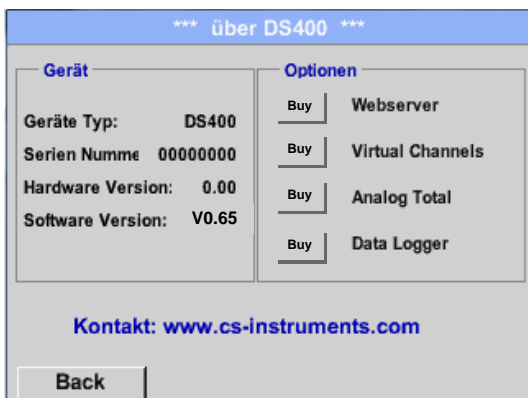 *** über DS400 ***
Gerät
Geräte Typ: DS400
Serien Numme 00000000
Hardware Version: 0.00
Software Version: V0.65
Optionen
Buy Webserver
Buy Virtual Channels
Buy Analog Total
Buy Data Logger
Kontakt: www.cs-instruments.com
Back